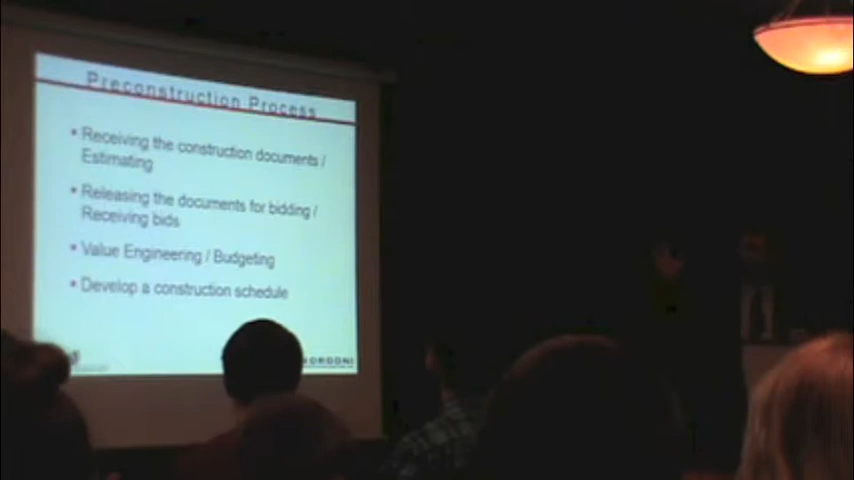 Preconstruction Process
▪ Receiving the construction documents /
Estimating
▪ Releasing the documents for bidding /
Receiving bids
▪ Value Engineering / Budgeting
▪ Develop a construction schedule